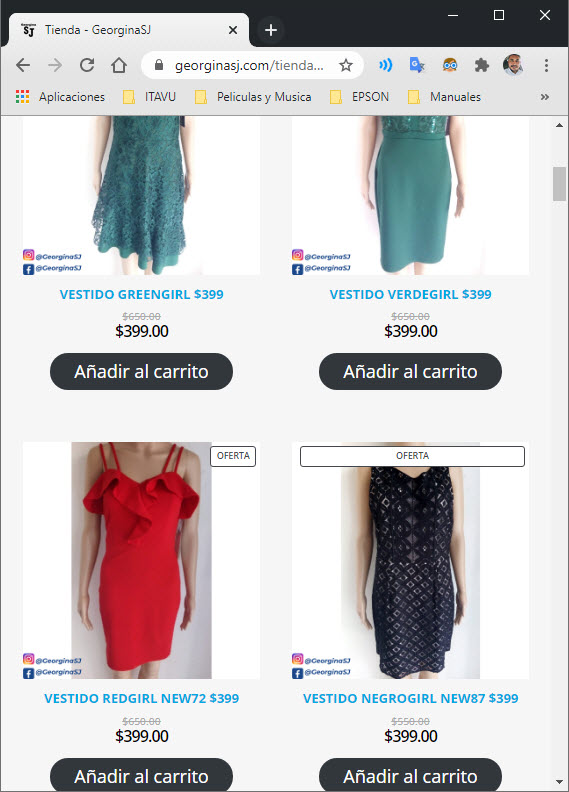 Georgina
SJ
Tienda - GeorginaSJ
georginasj.com/tienda...
Aplicaciones
ITAVU
Peliculas y Musica
EPSON
Manuales
»
@GeorginaSJ
@GeorginaSJ
@GeorginaSJ
@GeorginaSJ
VESTIDO GREENGIRL $399
VESTIDO VERDEGIRL $399
$650.00
$650.00
$399.00
$399.00
Añadir al carrito
Añadir al carrito
OFERTA
OFERTA
@GeorginaSJ
@GeorginaSJ
@GeorginaSJ
@GeorginaSJ
VESTIDO REDGIRL NEW72 $399
VESTIDO NEGROGIRL NEW87 $399
$650.00
$550.00
$399.00
$399.00
Añadir al carrito
Añadir al carrito